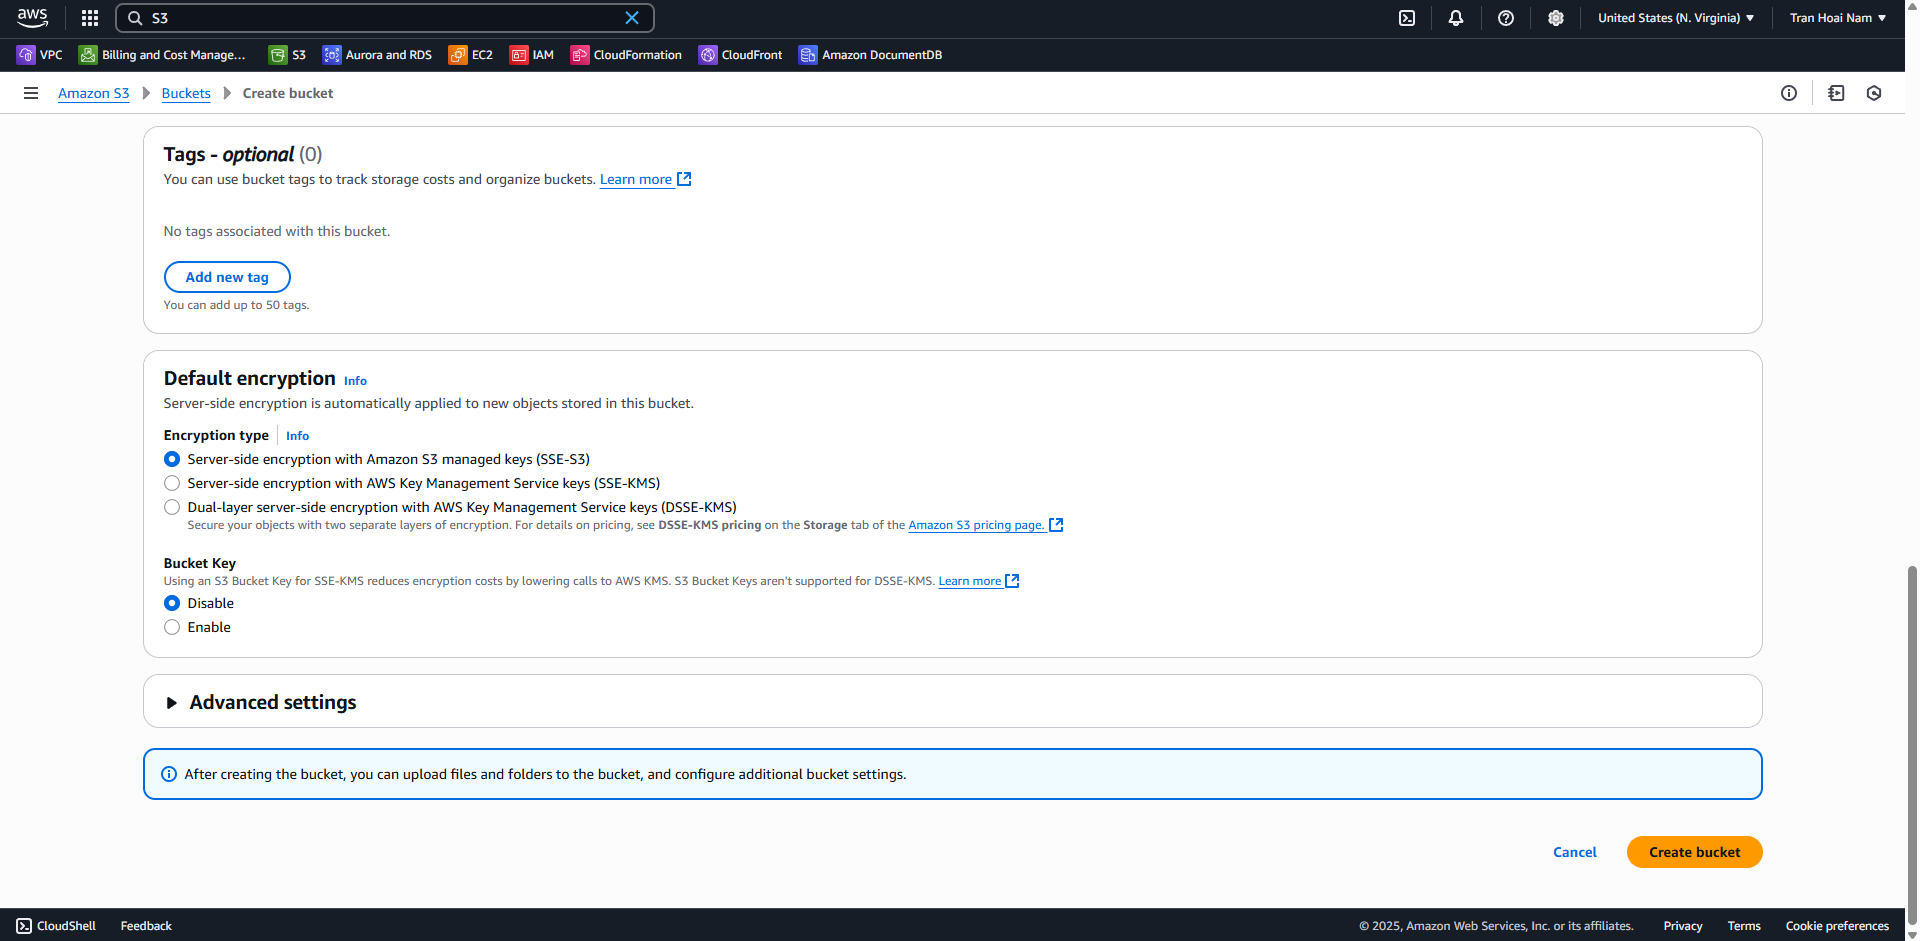 aws
S3
United States (N. Virginia)
Tran Hoai Nam
VPC
Billing and Cost Manage...
S3
Aurora and RDS
EC2
IAM
CloudFormation
CloudFront
Amazon DocumentDB
Amazon S3
Buckets
Create bucket
Tags - optional (0)
You can use bucket tags to track storage costs and organize buckets. Learn more
No tags associated with this bucket.
Add new tag
You can add up to 50 tags.
Default encryption Info
Server-side encryption is automatically applied to new objects stored in this bucket.
Encryption type Info
Server-side encryption with Amazon S3 managed keys (SSE-S3)
Server-side encryption with AWS Key Management Service keys (SSE-KMS)
Dual-layer server-side encryption with AWS Key Management Service keys (DSSE-KMS)
Secure your objects with two separate layers of encryption. For details on pricing, see DSSE-KMS pricing on the Storage tab of the Amazon S3 pricing page.
Bucket Key
Using an S3 Bucket Key for SSE-KMS reduces encryption costs by lowering calls to AWS KMS. S3 Bucket Keys aren't supported for DSSE-KMS. Learn more
Disable
Enable
Advanced settings
After creating the bucket, you can upload files and folders to the bucket, and configure additional bucket settings.
Cancel
Create bucket
CloudShell
Feedback
© 2025, Amazon Web Services, Inc. or its affiliates.
Privacy
Terms
Cookie preferences